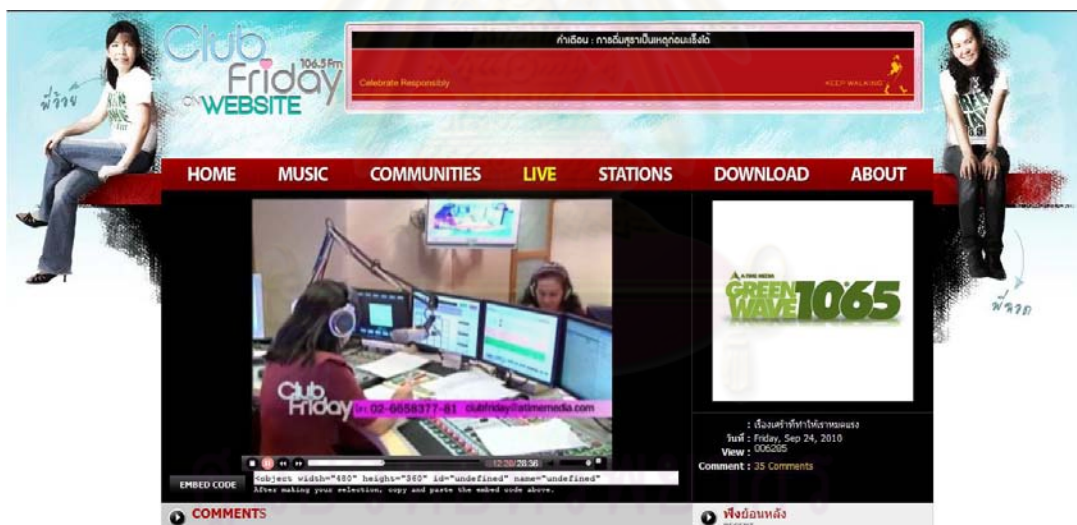 Club
Friday
106.5 Fm
ON WEBSITE
คำเตือน : การดื่มสุราเป็นเหตุก่อมะเร็งได้
Celebrate Responsibly
KEEP WALKING
พี่อ้อย
HOME MUSIC COMMUNITIES LIVE STATIONS DOWNLOAD ABOUT
Club
Friday
โทร 02-6658377-81 clubfriday@atimemedia.com
12:20/28:36
A-TIME MEDIA
GREEN
WAVE 106.5
พี่ฉอด
: เรื่องเศร้าที่ทำให้เราหมดแรง
วันที่ : Friday, Sep 24, 2010
View : 006285
Comment : 35 Comments
EMBED CODE
<object width="480" height="360" id="undefined" name="undefined"
After making your selection, copy and paste the embed code above.
COMMENTS
ฟังย้อนหลัง